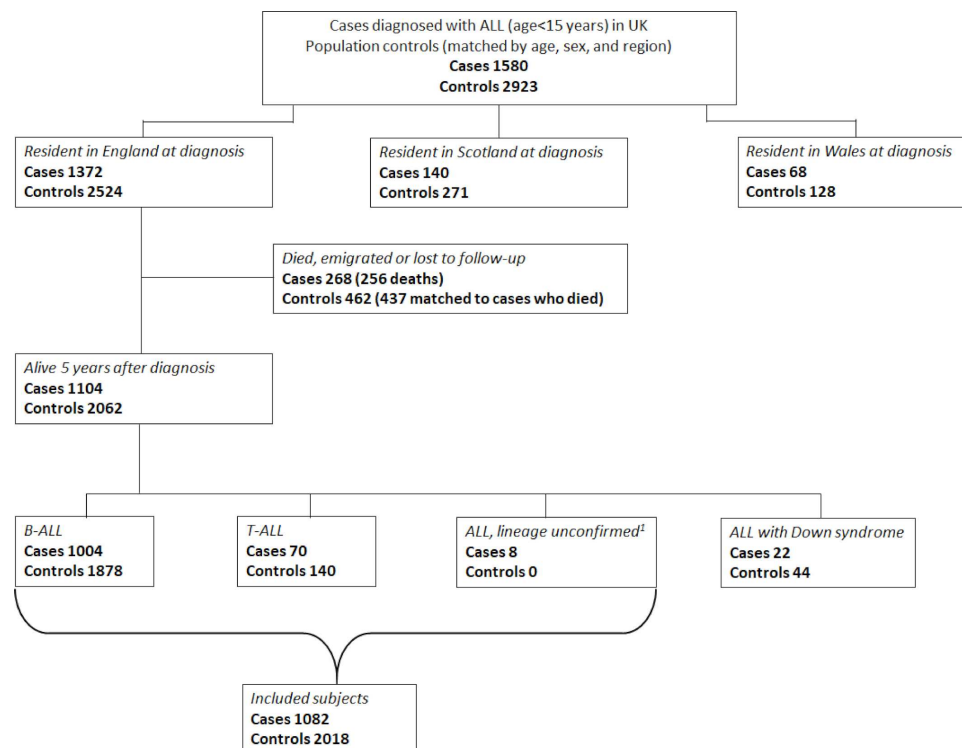 Cases diagnosed with ALL (age<15 years) in UK
Population controls (matched by age, sex, and region)
Cases 1580
Controls 2923
Resident in England at diagnosis
Cases 1372
Controls 2524
Resident in Scotland at diagnosis
Cases 140
Controls 271
Resident in Wales at diagnosis
Cases 68
Controls 128
Died, emigrated or lost to follow-up
Cases 268 (256 deaths)
Controls 462 (437 matched to cases who died)
Alive 5 years after diagnosis
Cases 1104
Controls 2062
B-ALL
Cases 1004
Controls 1878
T-ALL
Cases 70
Controls 140
ALL, lineage unconfirmed¹
Cases 8
Controls 0
ALL with Down syndrome
Cases 22
Controls 44
Included subjects
Cases 1082
Controls 2018